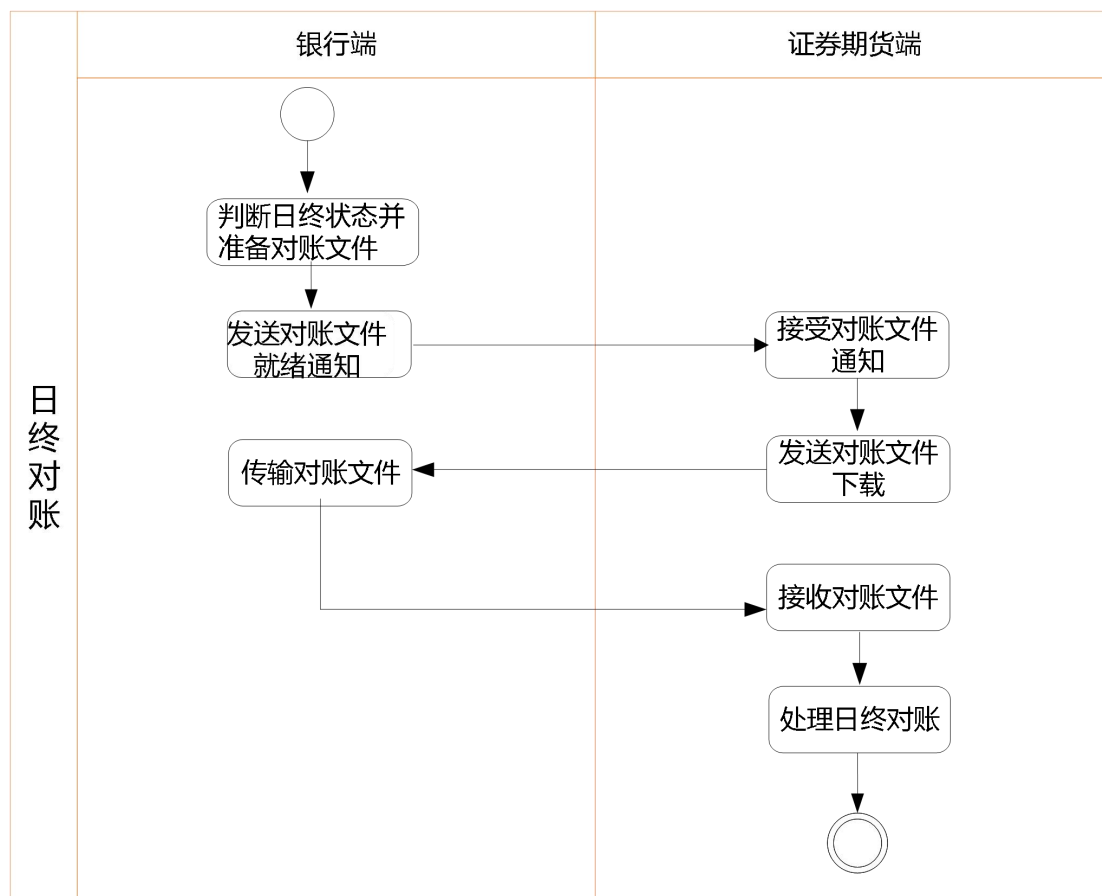 银行端
证券期货端
日
终
对
账
判断日终状态并
准备对账文件
发送对账文件
就绪通知
接受对账文件
通知
发送对账文件
下载
传输对账文件
接收对账文件
处理日终对账